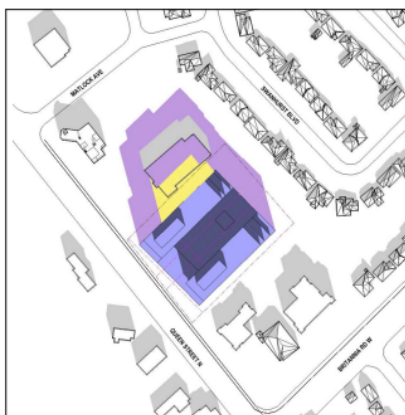 MATLOCK AVE
SWANHURST BLVD
QUEEN STREET N
BRITANNIA RD W